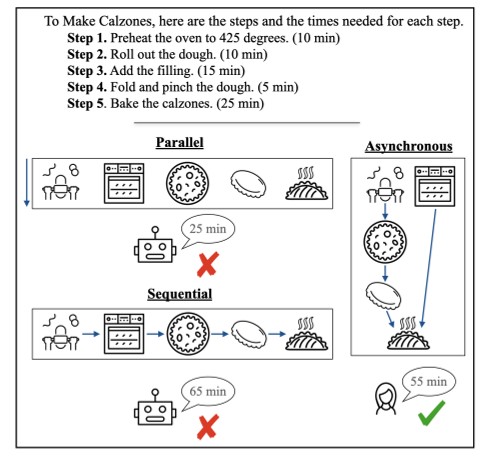 To Make Calzones, here are the steps and the times needed for each step.
Step 1. Preheat the oven to 425 degrees. (10 min)
Step 2. Roll out the dough. (10 min)
Step 3. Add the filling. (15 min)
Step 4. Fold and pinch the dough. (5 min)
Step 5. Bake the calzones. (25 min)
Parallel
25 min
Sequential
65 min
Asynchronous
55 min